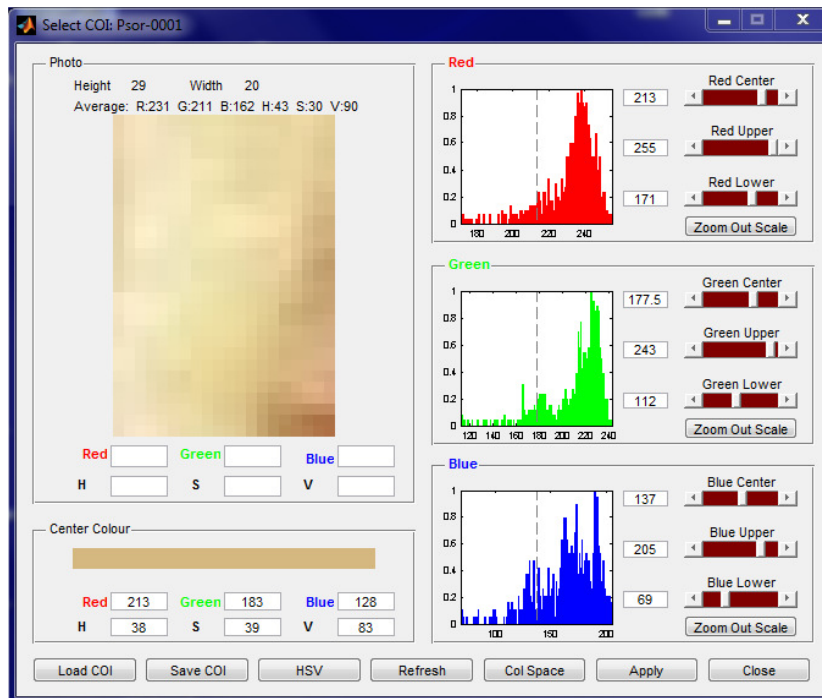 Select COI: Psor-0001
Photo
Height 29 Width 20
Average: R:231 G:211 B:162 H:43 S:30 V:90
Red Green Blue
H S V
Center Colour
Red 213 Green 183 Blue 128
H 38 S 39 V 83
Red
1
0.8
0.6
0.4
0.2
0
180 200 220 240
Red Center
213
Red Upper
255
Red Lower
171
Zoom Out Scale
Green
1
0.8
0.6
0.4
0.2
0
120 140 160 180 200 220 240
Green Center
177.5
Green Upper
243
Green Lower
112
Zoom Out Scale
Blue
1
0.8
0.6
0.4
0.2
0
100 150 200
Blue Center
137
Blue Upper
205
Blue Lower
69
Zoom Out Scale
Load COI Save COI HSV Refresh Col Space Apply Close